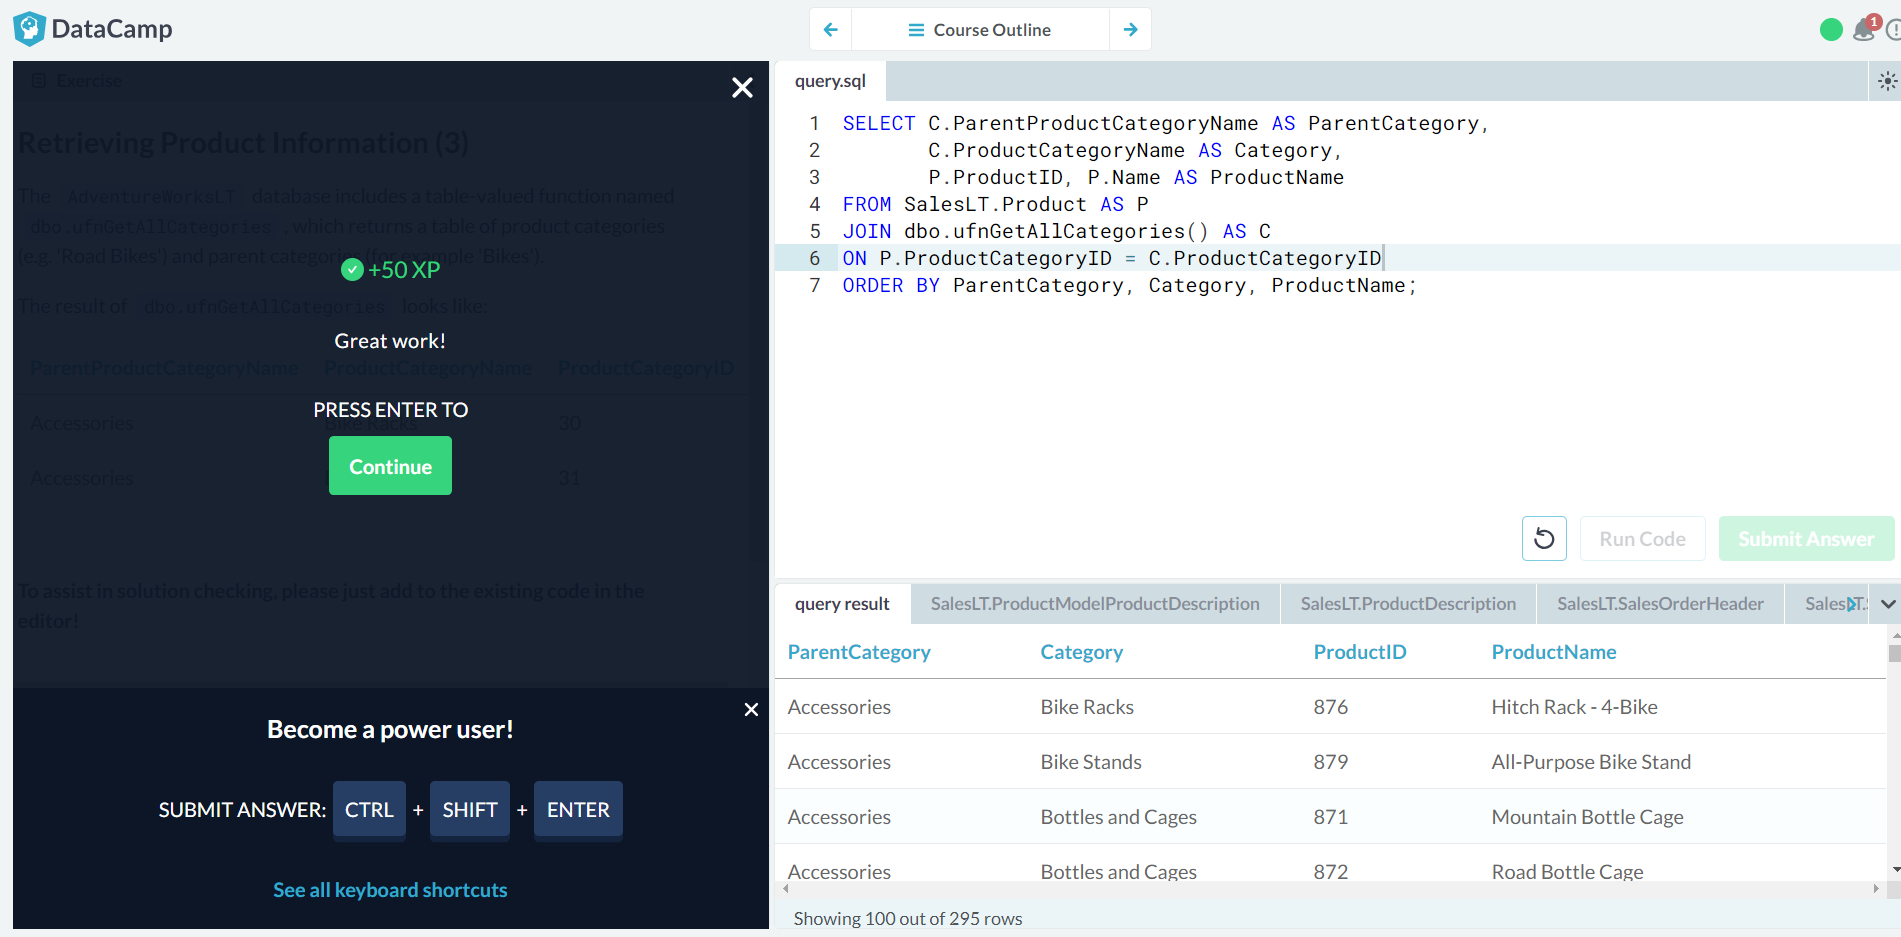 DataCamp
Course Outline
1
Exercise
Retrieving Product Information (3)
The AdventureWorksLT database includes a table-valued function named
dbo.ufnGetAllCategories , which returns a table of product categories
(e.g. 'Road Bikes') and parent categories (for example 'Bikes').
+50 XP
The result of dbo.ufnGetAllCategories looks like:
Great work!
ParentProductCategoryName ProductCategoryName ProductCategoryID
PRESS ENTER TO
Accessories Bike Racks 30
Continue
Accessories 31
To assist in solution checking, please just add to the existing code in the
editor!
Become a power user!
SUBMIT ANSWER: CTRL + SHIFT + ENTER
See all keyboard shortcuts
query.sql
1 SELECT C.ParentProductCategoryName AS ParentCategory,
2 C.ProductCategoryName AS Category,
3 P.ProductID, P.Name AS ProductName
4 FROM SalesLT.Product AS P
5 JOIN dbo.ufnGetAllCategories() AS C
6 ON P.ProductCategoryID = C.ProductCategoryID
7 ORDER BY ParentCategory, Category, ProductName;
Run Code
Submit Answer
query result SalesLT.ProductModelProductDescription SalesLT.ProductDescription SalesLT.SalesOrderHeader
ParentCategory Category ProductID ProductName
Accessories Bike Racks 876 Hitch Rack - 4-Bike
Accessories Bike Stands 879 All-Purpose Bike Stand
Accessories Bottles and Cages 871 Mountain Bottle Cage
Accessories Bottles and Cages 872 Road Bottle Cage
Showing 100 out of 295 rows